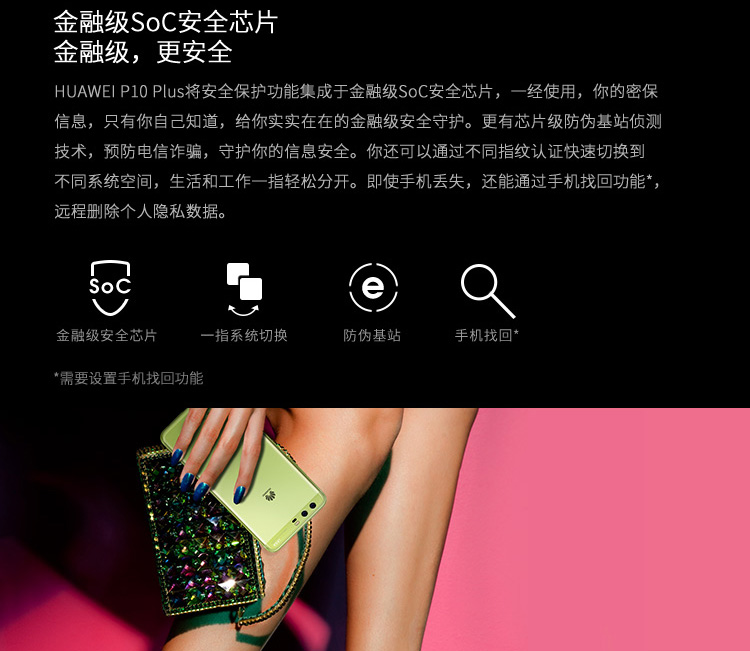 金融级SoC安全芯片
金融级，更安全
HUAWEI P10 Plus将安全保护功能集成于金融级SoC安全芯片，一经使用，你的密保
信息，只有你自己知道，给你实实在在的金融级安全守护。更有芯片级防伪基站侦测
技术，预防电信诈骗，守护你的信息安全。你还可以通过不同指纹认证快速切换到
不同系统空间，生活和工作一指轻松分开。即使手机丢失，还能通过手机找回功能*，
远程删除个人隐私数据。
SoC
e
金融级安全芯片 一指系统切换 防伪基站 手机找回*
*需要设置手机找回功能